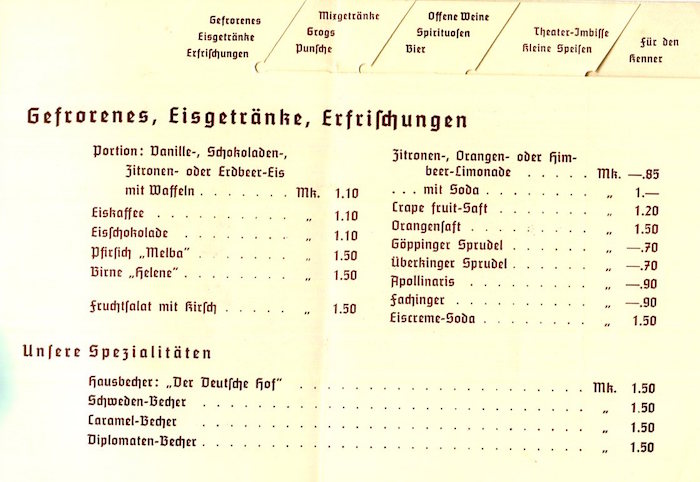 Gefrorenes
Eisgetränke
Erfrischungen
Mixgetränke
Grogs
Punsche
Offene Weine
Spirituosen
Bier
Theater-Imbisse
Kleine Speisen
Für den
Kenner
Gefrorenes, Eisgetränke, Erfrischungen
Portion: Vanille-, Schokoladen-,
Zitronen- oder Erdbeer-Eis
mit Waffeln . . . . . . . Mk. 1.10
Eiskaffee . . . . . . . . . . . „ 1.10
Eisschokolade . . . . . . . . . „ 1.10
Pfirsich „Melba“ . . . . . . . . „ 1.50
Birne „Helene“ . . . . . . . . . „ 1.50
Fruchtsalat mit Kirsch . . . . . „ 1.50
Zitronen-, Orangen- oder Him-
beer-Limonade . . . . . Mk. —.85
. . . mit Soda . . . . . . . . . „ 1.—
Crape fruit-Saft . . . . . . . . „ 1.20
Orangensaft . . . . . . . . . . „ 1.50
Göppinger Sprudel . . . . . . . „ —.70
Überkinger Sprudel . . . . . . . „ —.70
Apollinaris . . . . . . . . . . „ —.90
Fachinger . . . . . . . . . . . „ —.90
Eiscreme-Soda . . . . . . . . . „ 1.50
Unsere Spezialitäten
Hausbecher: „Der Deutsche Hof“ . . . . . . . . . . . . . . . . . . . Mk. 1.50
Schweden-Becher . . . . . . . . . . . . . . . . . . . . . . . . . . „ 1.50
Caramel-Becher . . . . . . . . . . . . . . . . . . . . . . . . . . „ 1.50
Diplomaten-Becher . . . . . . . . . . . . . . . . . . . . . . . . . „ 1.50